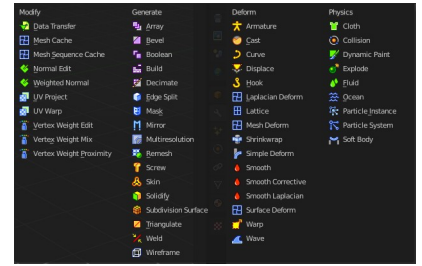 Modify
Data Transfer
Mesh Cache
Mesh Sequence Cache
Normal Edit
Weighted Normal
UV Project
UV Warp
Vertex Weight Edit
Vertex Weight Mix
Vertex Weight Proximity
Generate
Array
Bevel
Boolean
Build
Decimate
Edge Split
Mask
Mirror
Multiresolution
Remesh
Screw
Skin
Solidify
Subdivision Surface
Triangulate
Weld
Wireframe
Deform
Armature
Cast
Curve
Displace
Hook
Laplacian Deform
Lattice
Mesh Deform
Shrinkwrap
Simple Deform
Smooth
Smooth Corrective
Smooth Laplacian
Surface Deform
Warp
Wave
Physics
Cloth
Collision
Dynamic Paint
Explode
Fluid
Ocean
Particle Instance
Particle System
Soft Body